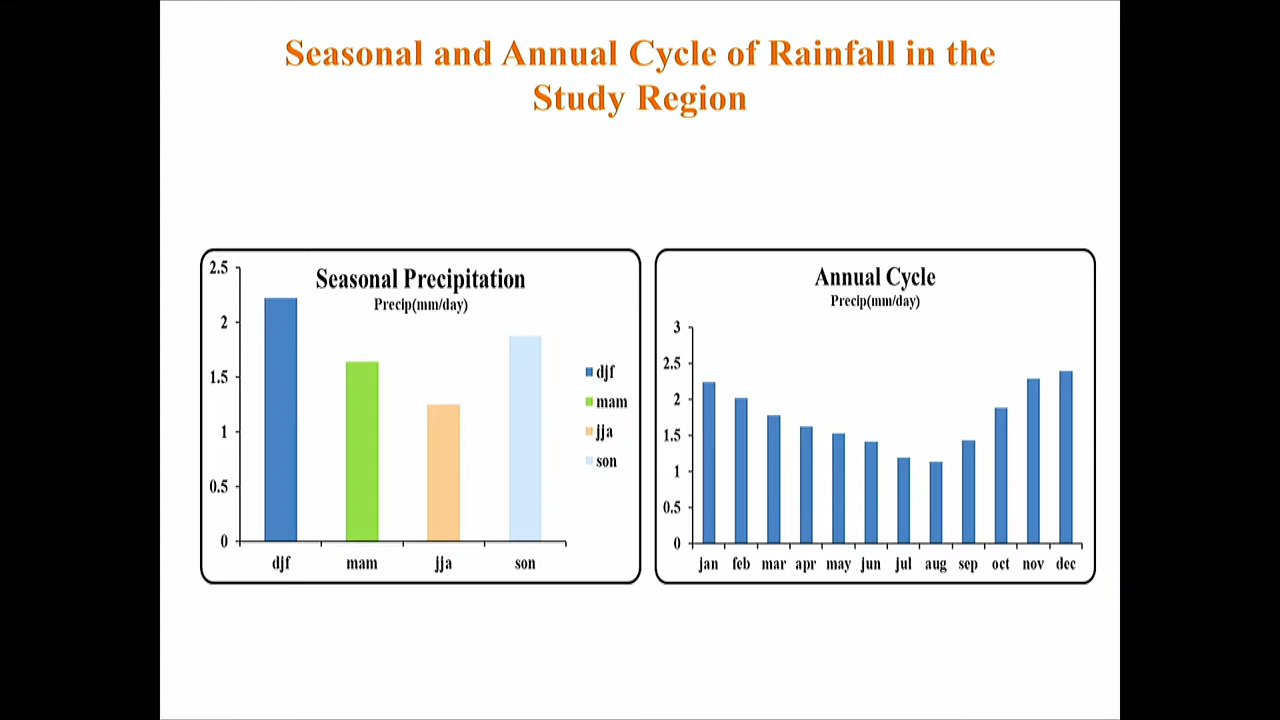 Seasonal and Annual Cycle of Rainfall in the
Study Region
Seasonal Precipitation
Precip(mm/day)
2.5
2
1.5
1
0.5
0
djf
mam
jja
son
djf
mam
jja
son
Annual Cycle
Precip(mm/day)
3
2.5
2
1.5
1
0.5
0
jan feb mar apr may jun jul aug sep oct nov dec